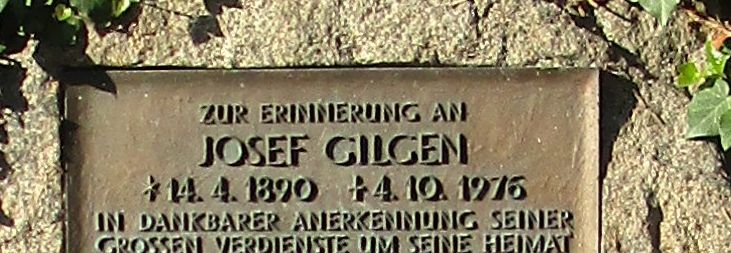 ZUR ERINNERUNG AN
JOSEF GILGEN
* 14. 4. 1890 † 4. 10. 1976
IN DANKBARER ANERKENNUNG SEINER
GROSSEN VERDIENSTE UM SEINE HEIMAT